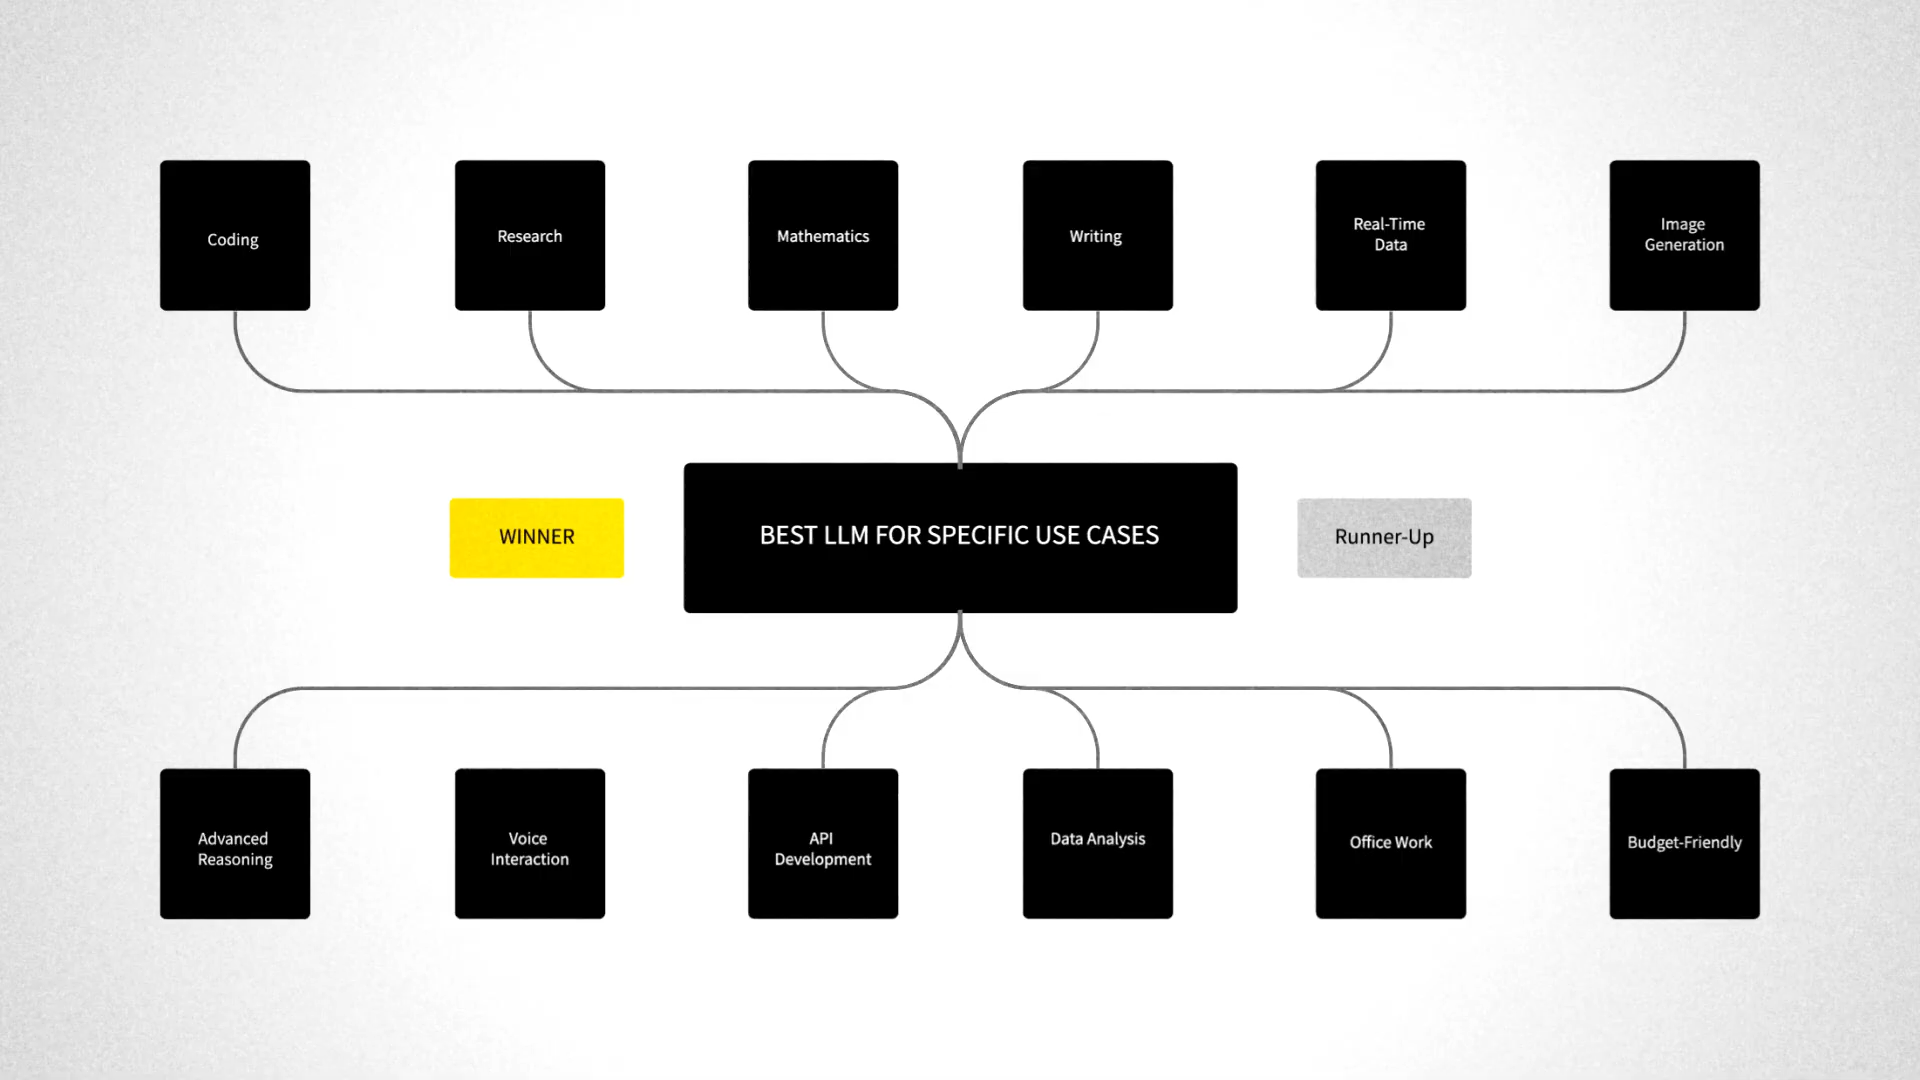 Coding
Research
Mathematics
Writing
Real-Time
Data
Image
Generation
WINNER
BEST LLM FOR SPECIFIC USE CASES
Runner-Up
Advanced
Reasoning
Voice
Interaction
API
Development
Data Analysis
Office Work
Budget-Friendly